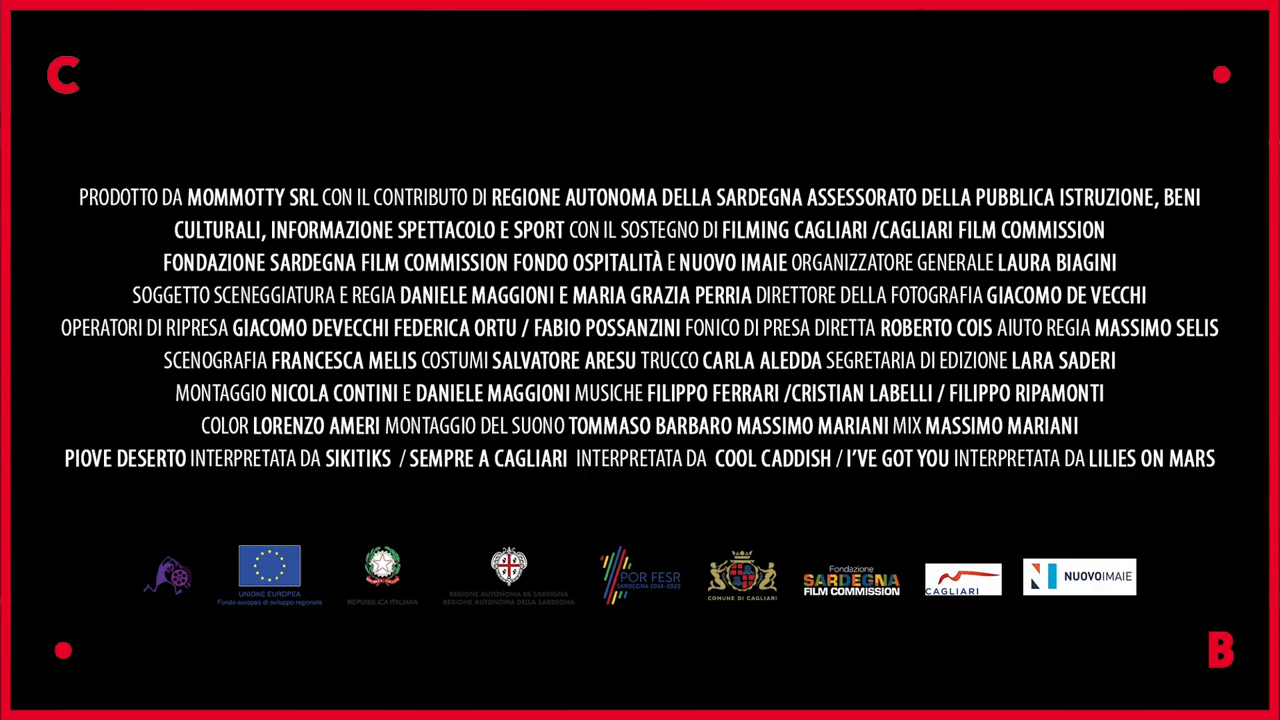 C
PRODOTTO DA MOMMOTTY SRL CON IL CONTRIBUTO DI REGIONE AUTONOMA DELLA SARDEGNA ASSESSORATO DELLA PUBBLICA ISTRUZIONE, BENI
CULTURALI, INFORMAZIONE SPETTACOLO E SPORT CON IL SOSTEGNO DI FILMING CAGLIARI /CAGLIARI FILM COMMISSION
FONDAZIONE SARDEGNA FILM COMMISSION FONDO OSPITALITÀ E NUOVO IMAIE ORGANIZZATORE GENERALE LAURA BIAGINI
SOGGETTO SCENEGGIATURA E REGIA DANIELE MAGGIONI E MARIA GRAZIA PERRIA DIRETTORE DELLA FOTOGRAFIA GIACOMO DE VECCHI
OPERATORI DI RIPRESA GIACOMO DEVECCHI FEDERICA ORTU / FABIO POSSANZINI FONICO DI PRESA DIRETTA ROBERTO COIS AIUTO REGIA MASSIMO SELIS
SCENOGRAFIA FRANCESCA MELIS COSTUMI SALVATORE ARESU TRUCCO CARLA ALEDDA SEGRETARIA DI EDIZIONE LARA SADERI
MONTAGGIO NICOLA CONTINI E DANIELE MAGGIONI MUSICHE FILIPPO FERRARI /CRISTIAN LABELLI / FILIPPO RIPAMONTI
COLOR LORENZO AMERI MONTAGGIO DEL SUONO TOMMASO BARBARO MASSIMO MARIANI MIX MASSIMO MARIANI
PIOVE DESERTO INTERPRETATA DA SIKITIKS / SEMPRE A CAGLIARI INTERPRETATA DA COOL CADDISH / I'VE GOT YOU INTERPRETATA DA LILIES ON MARS
UNIONE EUROPEA
Fondo europeo di sviluppo regionale
REPUBBLICA ITALIANA
REGIONE AUTÒNOMA DE SARDIGNA
REGIONE AUTONOMA DELLA SARDEGNA
POR FESR
SARDEGNA 2014-2020
COMUNE DI CAGLIARI
Fondazione
SARDEGNA
FILM COMMISSION
CAGLIARI
NUOVOIMAIE
B